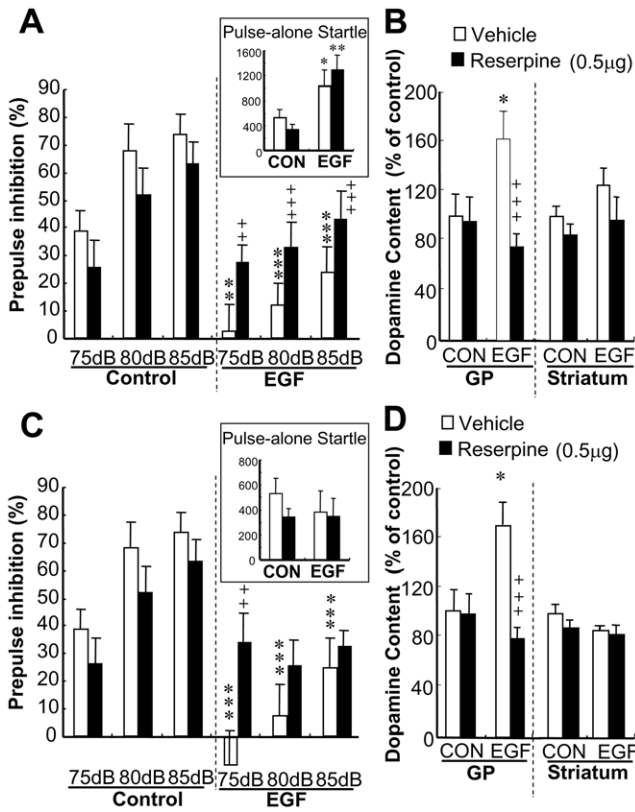 A
Prepulse inhibition (%)
90
80
70
60
50
40
30
20
10
0
75dB 80dB 85dB 75dB 80dB 85dB
Control EGF
Pulse-alone Startle
1600
1200
800
400
0
CON EGF
* **
** *** ***
++ +++ +++
B
Vehicle
Reserpine (0.5µg)
Dopamine Content (% of control)
160
120
80
40
0
*
+++
CON EGF CON EGF
GP Striatum
C
Prepulse inhibition (%)
90
80
70
60
50
40
30
20
10
0
75dB 80dB 85dB 75dB 80dB 85dB
Control EGF
Pulse-alone Startle
800
600
400
200
0
CON EGF
*** *** ***
++
D
Vehicle
Reserpine (0.5µg)
Dopamine Content (% of control)
200
160
120
80
40
0
*
+++
CON EGF CON EGF
GP Striatum